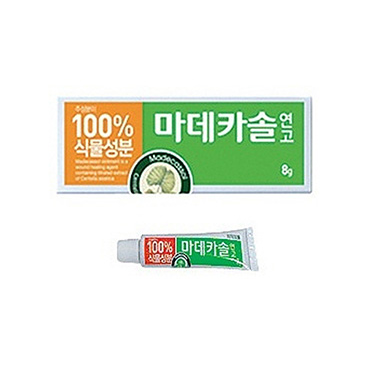 주성분이
100%
식물성분
Madecassol ointment is a
wound healing agent
containing titrated extract
of Centella asiatica
Madecassol
마데카솔
연고
8g
100%
식물성분
마데카솔
연고